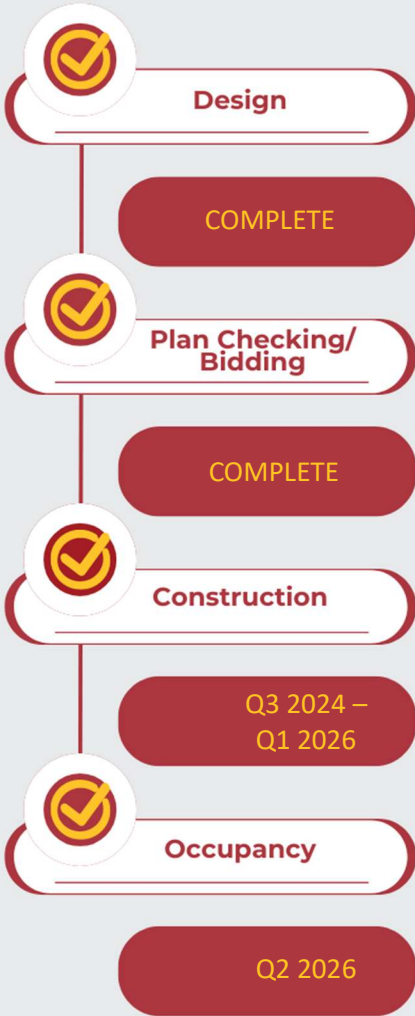 Design
COMPLETE
Plan Checking/
Bidding
COMPLETE
Construction
Q3 2024 –
Q1 2026
Occupancy
Q2 2026